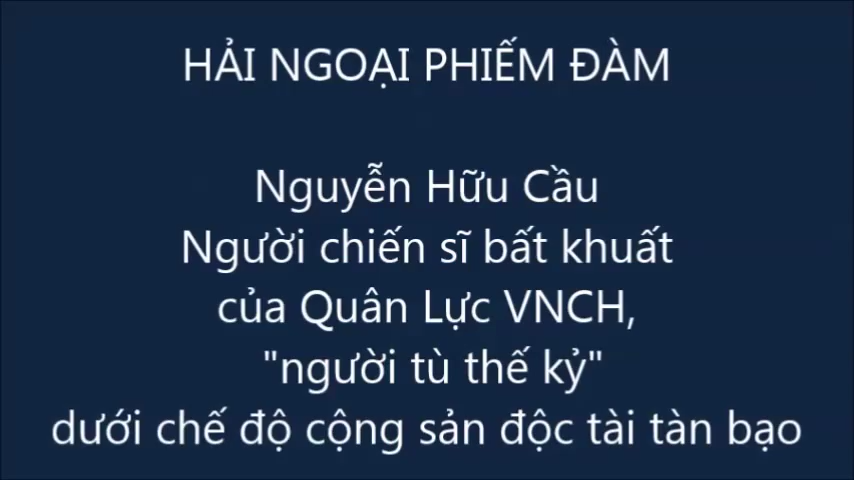 HẢI NGOẠI PHIẾM ĐÀM
Nguyễn Hữu Cầu
Người chiến sĩ bất khuất
của Quân Lực VNCH,
"người tù thế kỷ"
dưới chế độ cộng sản độc tài tàn bạo